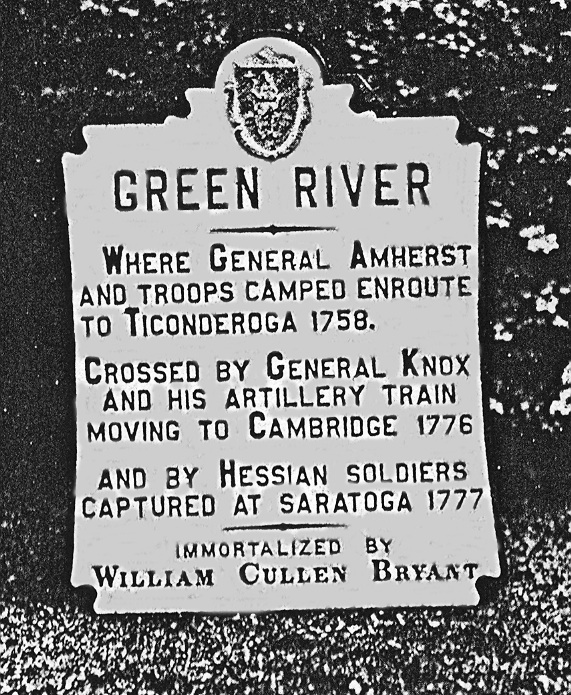 GREEN RIVER
WHERE GENERAL AMHERST
AND TROOPS CAMPED ENROUTE
TO TICONDEROGA 1758.
CROSSED BY GENERAL KNOX
AND HIS ARTILLERY TRAIN
MOVING TO CAMBRIDGE 1776
AND BY HESSIAN SOLDIERS
CAPTURED AT SARATOGA 1777
IMMORTALIZED BY
WILLIAM CULLEN BRYANT